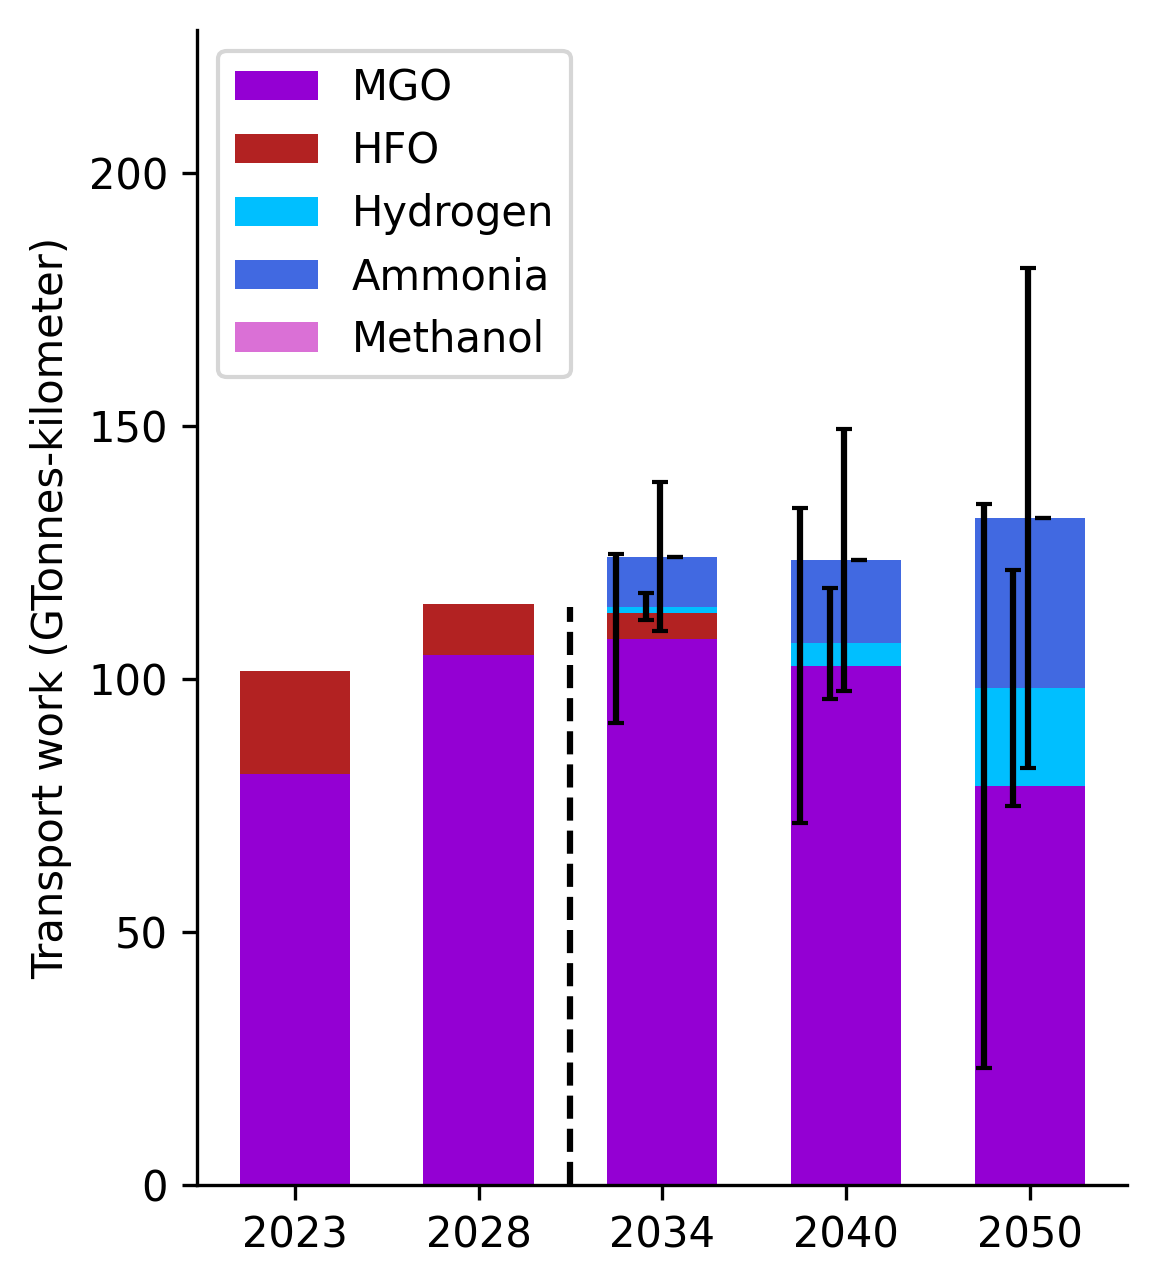 MGO
HFO
Hydrogen
Ammonia
Methanol
Transport work (GTonnes-kilometer)
200
150
100
50
0
2023 2028 2034 2040 2050